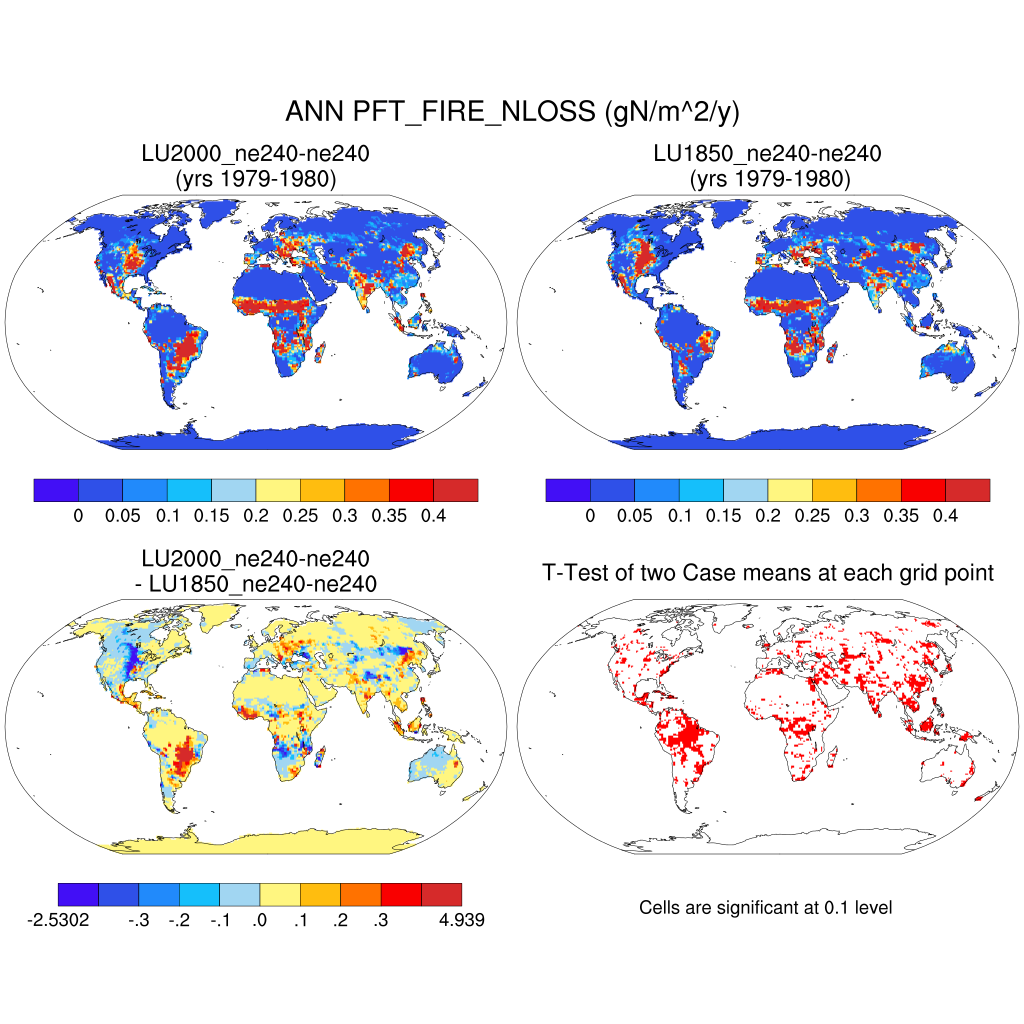 ANN PFT_FIRE_NLOSS (gN/m^2/y)
LU2000_ne240-ne240
(yrs 1979-1980)
LU1850_ne240-ne240
(yrs 1979-1980)
0 0.05 0.1 0.15 0.2 0.25 0.3 0.35 0.4
0 0.05 0.1 0.15 0.2 0.25 0.3 0.35 0.4
LU2000_ne240-ne240
- LU1850_ne240-ne240
T-Test of two Case means at each grid point
-2.5302 -.3 -.2 -.1 .0 .1 .2 .3 4.939
Cells are significant at 0.1 level